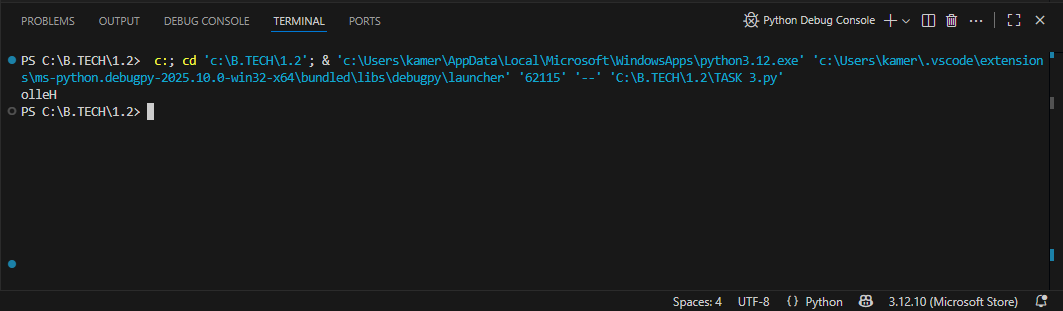 PROBLEMS OUTPUT DEBUG CONSOLE TERMINAL PORTS Python Debug Console
PS C:\B.TECH\1.2>  c:; cd 'c:\B.TECH\1.2'; & 'c:\Users\kamer\AppData\Local\Microsoft\WindowsApps\python3.12.exe' 'c:\Users\kamer\.vscode\extension
s\ms-python.debugpy-2025.10.0-win32-x64\bundled\libs\debugpy\launcher' '62115' '--' 'C:\B.TECH\1.2\TASK 3.py'
olleH
PS C:\B.TECH\1.2>
Spaces: 4 UTF-8 {} Python 3.12.10 (Microsoft Store)